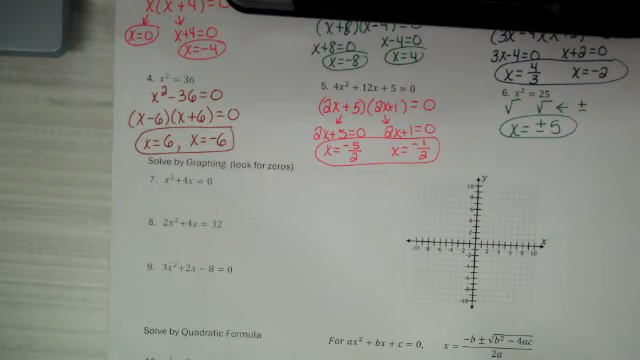 x(x+4)=0
(x+8)(x-4)=0
x=0 x+4=0
x=-4
x+8=0 x-4=0
x=-8 x=4
3x-4=0 x+2=0
x=4/3 x=-2
4. x² = 36
x²-36=0
(x-6)(x+6)=0
x=6, x=-6
5. 4x² + 12x + 5 = 0
(2x+5)(2x+1)=0
2x+5=0 2x+1=0
x=-5/2 x=-1/2
6. x² = 25
√ √ ← ±
x=±5
Solve by Graphing (look for zeros)
7. x²+4x = 0
8. 2x²+4x = 32
9. 3x²+2x − 8 = 0
y
x
Solve by Quadratic Formula
For ax² + bx + c = 0, x = (-b ± √(b² − 4ac))/2a